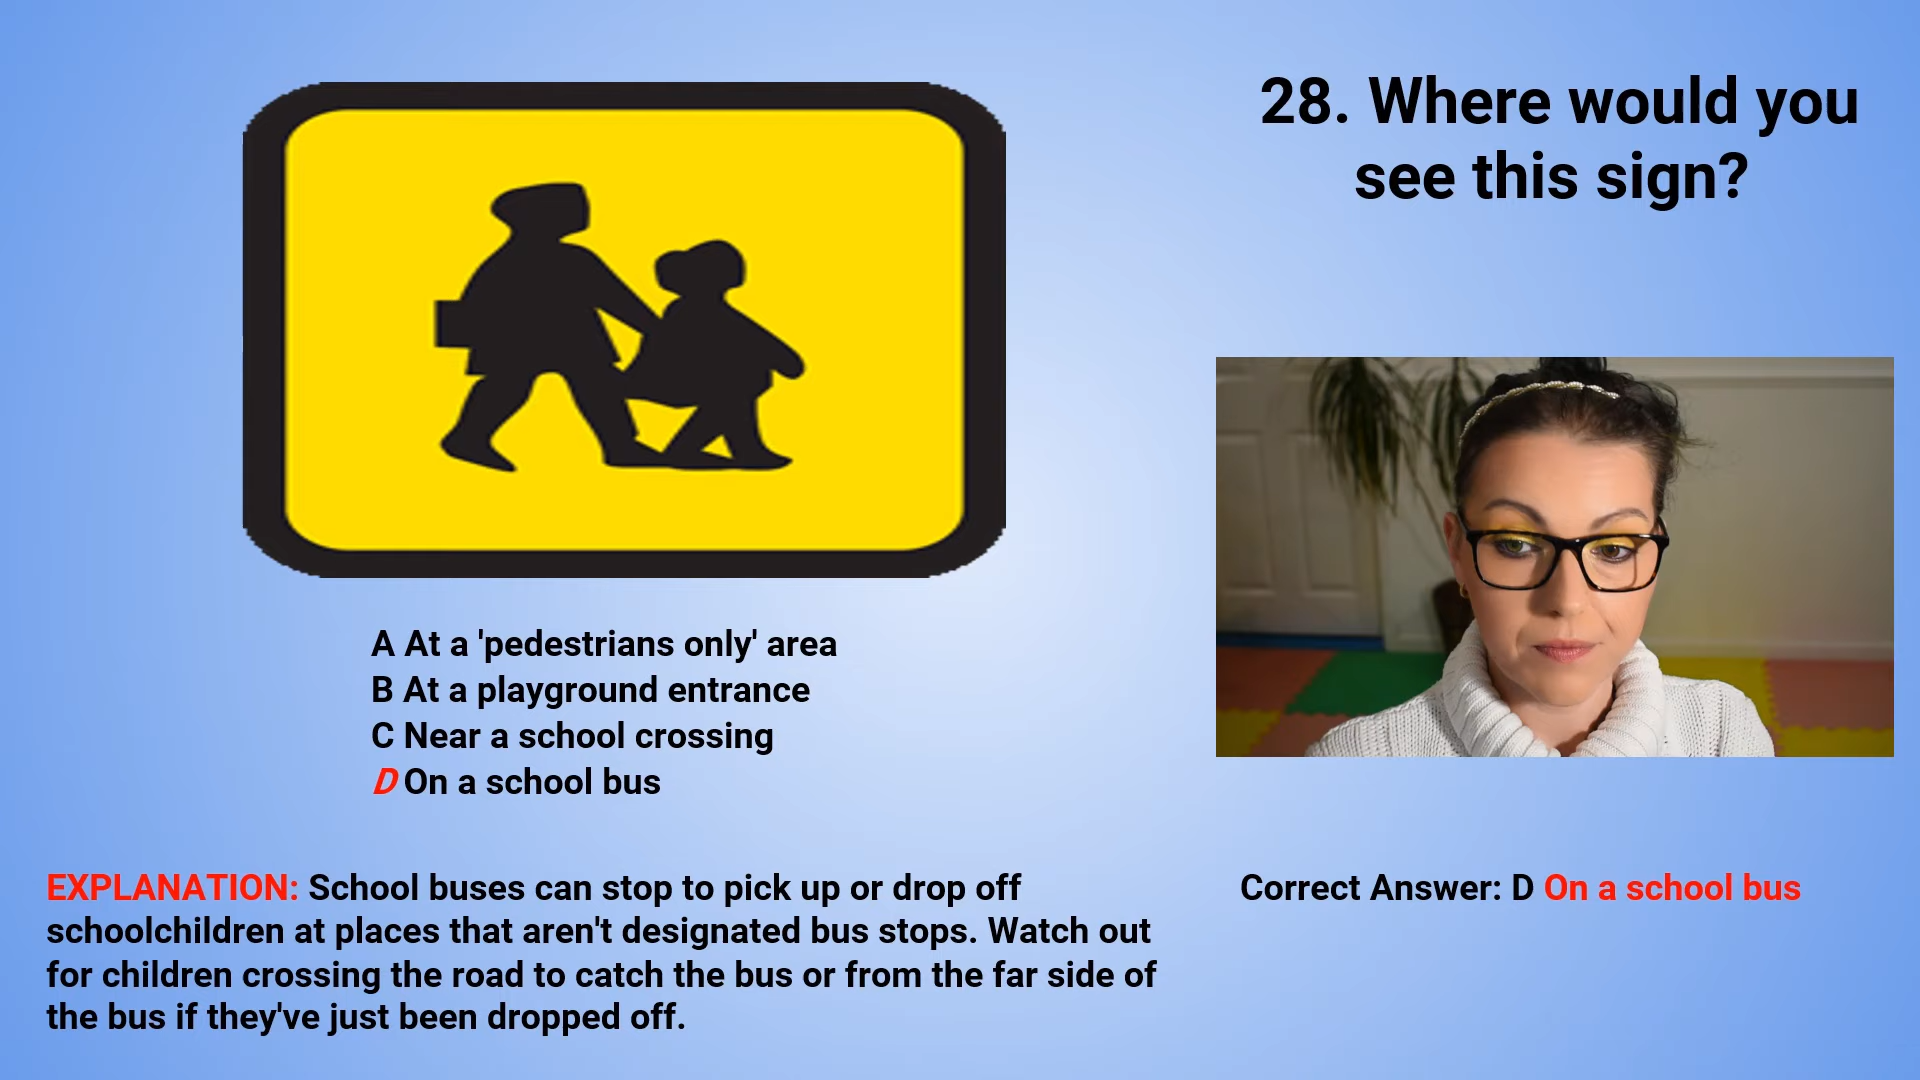 28. Where would you
see this sign?
A At a 'pedestrians only' area
B At a playground entrance
C Near a school crossing
D On a school bus
EXPLANATION: School buses can stop to pick up or drop off
schoolchildren at places that aren't designated bus stops. Watch out
for children crossing the road to catch the bus or from the far side of
the bus if they've just been dropped off.
Correct Answer: D On a school bus